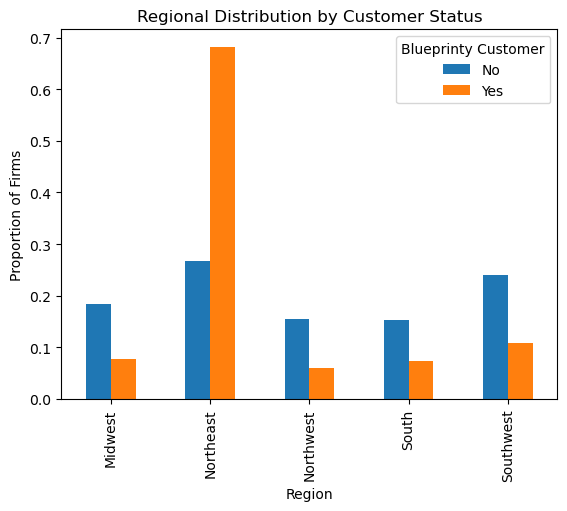 Regional Distribution by Customer Status
Blueprinty Customer
No
Yes
Proportion of Firms
0.7
0.6
0.5
0.4
0.3
0.2
0.1
0.0
Midwest
Northeast
Northwest
South
Southwest
Region